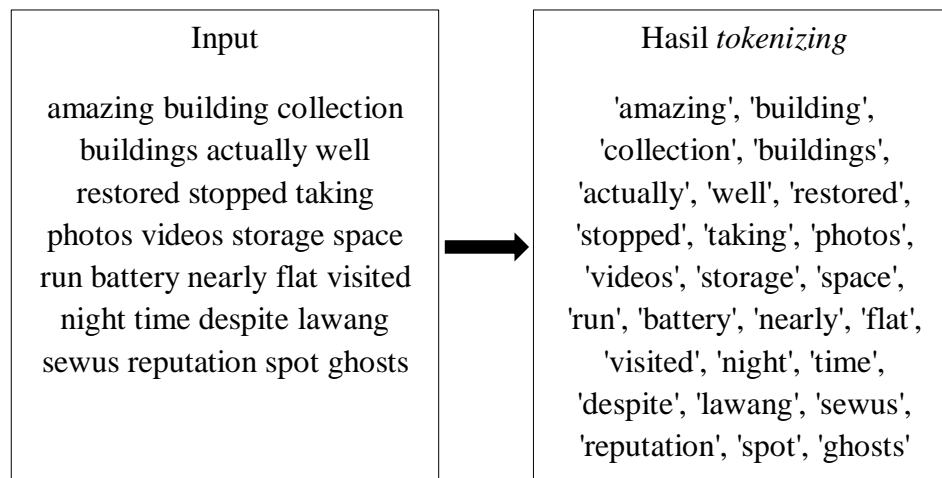 Input
amazing building collection
buildings actually well
restored stopped taking
photos videos storage space
run battery nearly flat visited
night time despite lawang
sewus reputation spot ghosts
Hasil tokenizing
'amazing', 'building',
'collection', 'buildings',
'actually', 'well', 'restored',
'stopped', 'taking', 'photos',
'videos', 'storage', 'space',
'run', 'battery', 'nearly', 'flat',
'visited', 'night', 'time',
'despite', 'lawang', 'sewus',
'reputation', 'spot', 'ghosts'